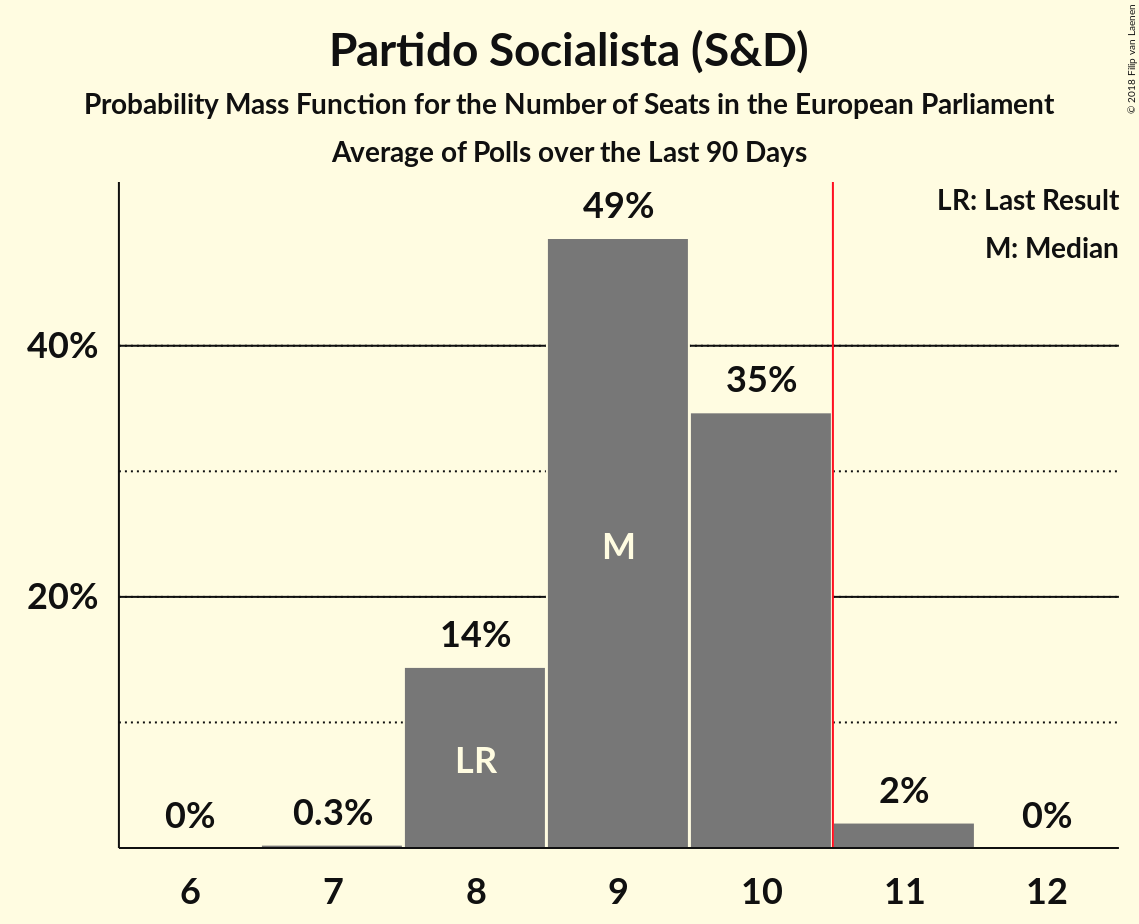 Partido Socialista (S&D)
Probability Mass Function for the Number of Seats in the European Parliament
Average of Polls over the Last 90 Days
© 2018 Filip van Laenen
LR: Last Result
M: Median
49%
40%
35%
M
20%
14%
LR
0%
0.3%
2%
0%
6 7 8 9 10 11 12